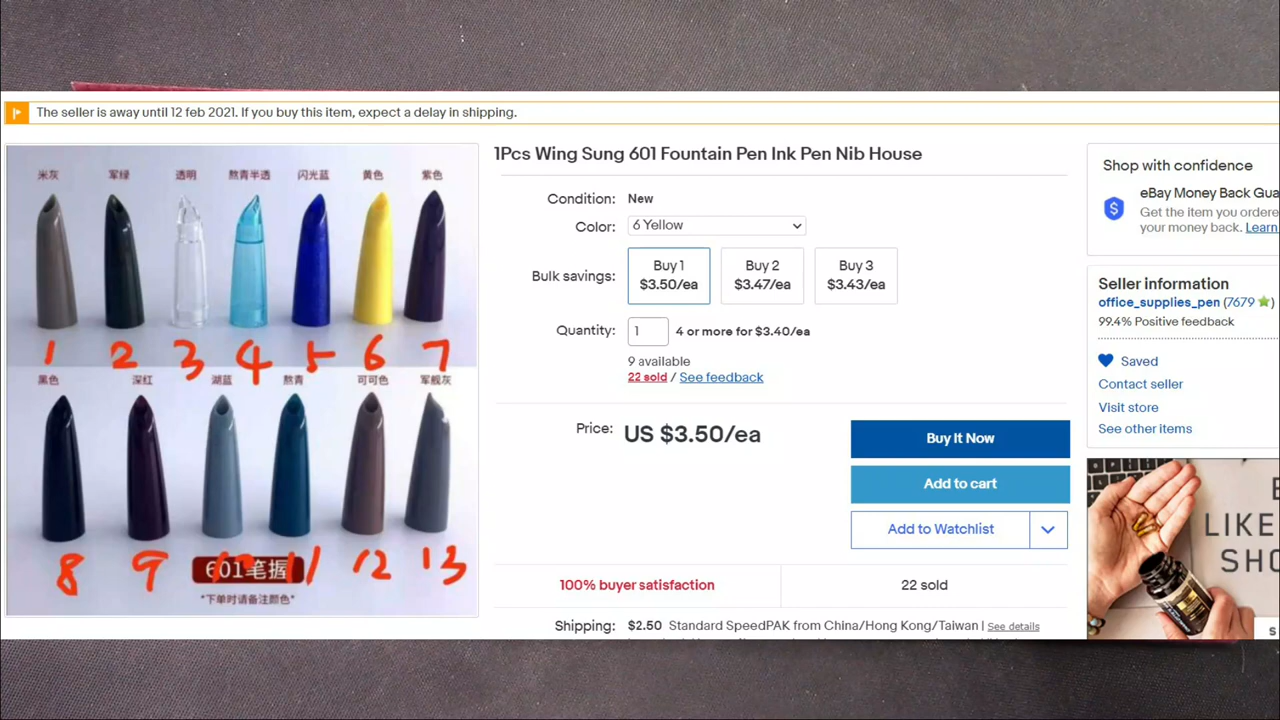 The seller is away until 12 feb 2021. If you buy this item, expect a delay in shipping.
米灰 军绿 透明 熬青半透 闪光蓝 黄色 紫色
1 2 3 4 5 6 7
黑色 深红 湖蓝 熬青 可可色 军舰灰
8 9 10 11 12 13
601笔握
*下单时请备注颜色*
1Pcs Wing Sung 601 Fountain Pen Ink Pen Nib House
Condition: New
Color: 6 Yellow
Bulk savings:
Buy 1 Buy 2 Buy 3
$3.50/ea $3.47/ea $3.43/ea
Quantity: 1 4 or more for $3.40/ea
9 available
22 sold / See feedback
Price: US $3.50/ea
Buy It Now
Add to cart
Add to Watchlist
100% buyer satisfaction 22 sold
Shipping: $2.50 Standard SpeedPAK from China/Hong Kong/Taiwan | See details
Shop with confidence
eBay Money Back Gua
Get the item you ordere
your money back. Learn
Seller information
office_supplies_pen (7679)
99.4% Positive feedback
Saved
Contact seller
Visit store
See other items
LIKE
SHO